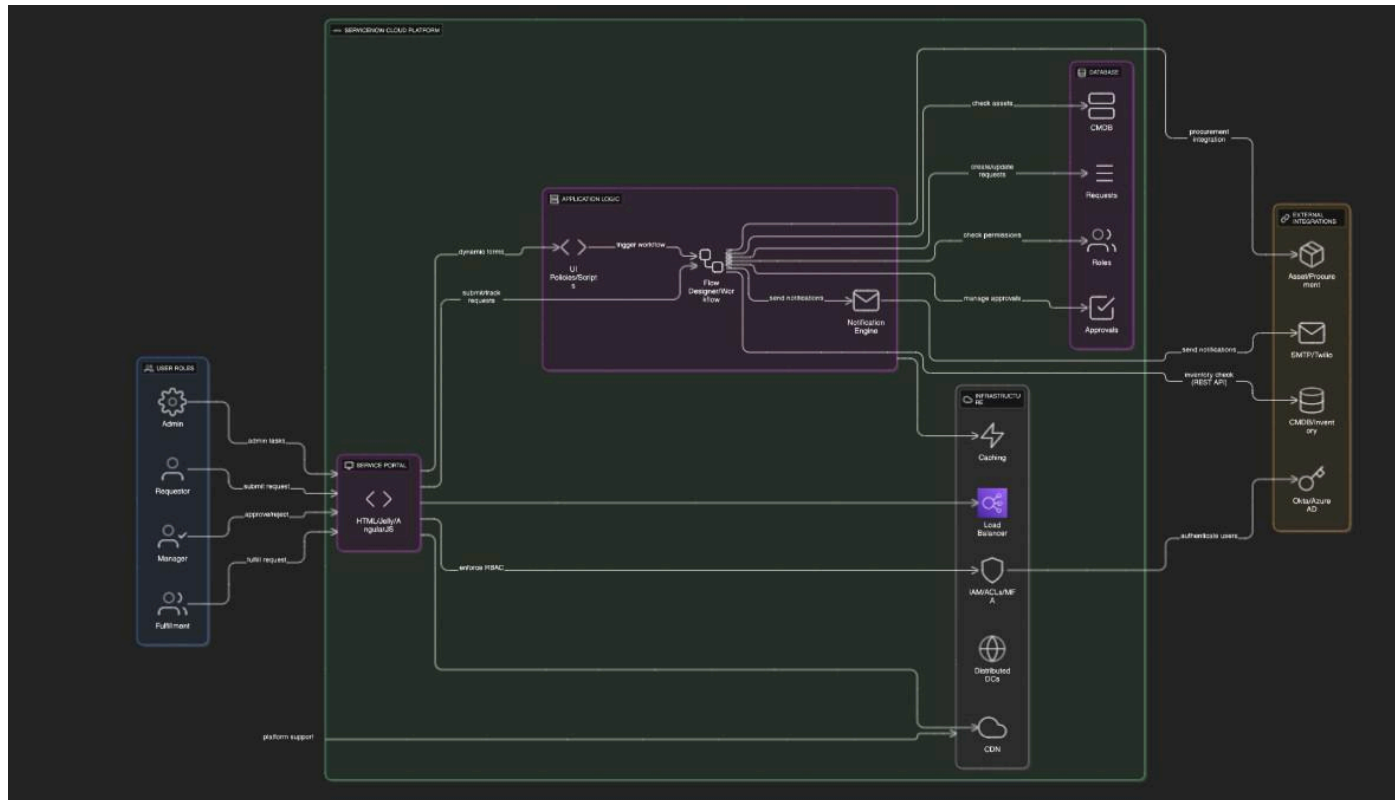 SERVICENOW CLOUD PLATFORM
DATABASE
check assets
CMDB
procurement
integration
create/update
requests
Requests
APPLICATION LOGIC
EXTERNAL
INTEGRATIONS
dynamic forms
trigger workflow
check permissions
UI
Policies/Script
s
Flow
Designer/Wor
kflow
Roles
Asset/Procure
ment
submit/track
requests
send notifications
manage approvals
Notification
Engine
Approvals
send notifications
SMTP/Twilio
USER ROLES
inventory check
(REST API)
INFRASTRUCTU
RE
Admin
CMDB/Invent
ory
admin tasks
Caching
SERVICE PORTAL
Requestor
submit request
HTML/Jelly/A
ngularJS
Okta/Azure
AD
approve/reject
Load
Balancer
authenticate users
Manager
fulfill request
enforce RBAC
IAM/ACLs/MF
A
Fulfillment
Distributed
DCs
platform support
CDN